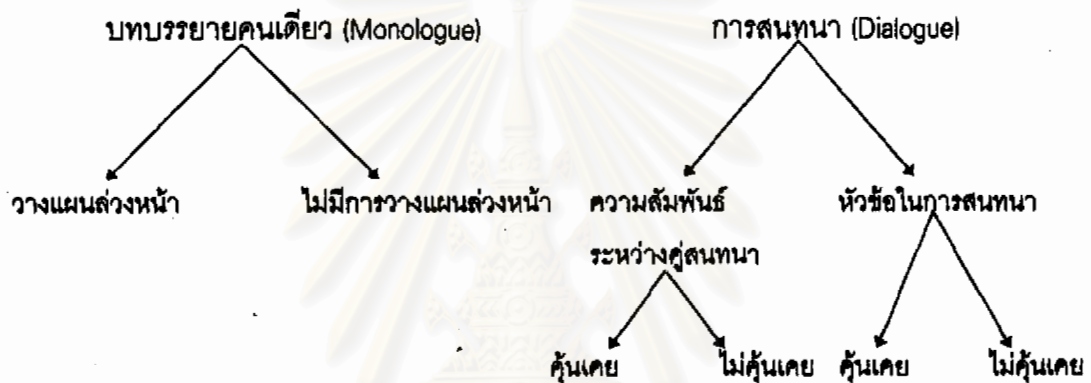 บทบรรยายคนเดียว (Monologue) การสนทนา (Dialogue)
วางแผนล่วงหน้า ไม่มีการวางแผนล่วงหน้า ความสัมพันธ์ หัวข้อในการสนทนา
ระหว่างคู่สนทนา
คุ้นเคย ไม่คุ้นเคย คุ้นเคย ไม่คุ้นเคย